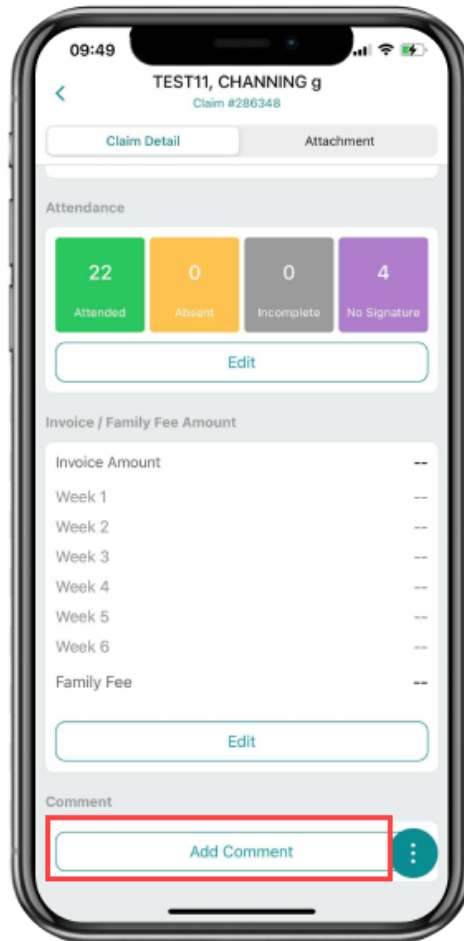 09:49
TEST11, CHANNING g
Claim #286348
Claim Detail Attachment
Attendance
22 0 0 4
Attended Absent Incomplete No Signature
Edit
Invoice / Family Fee Amount
Invoice Amount --
Week 1 --
Week 2 --
Week 3 --
Week 4 --
Week 5 --
Week 6 --
Family Fee --
Edit
Comment
Add Comment